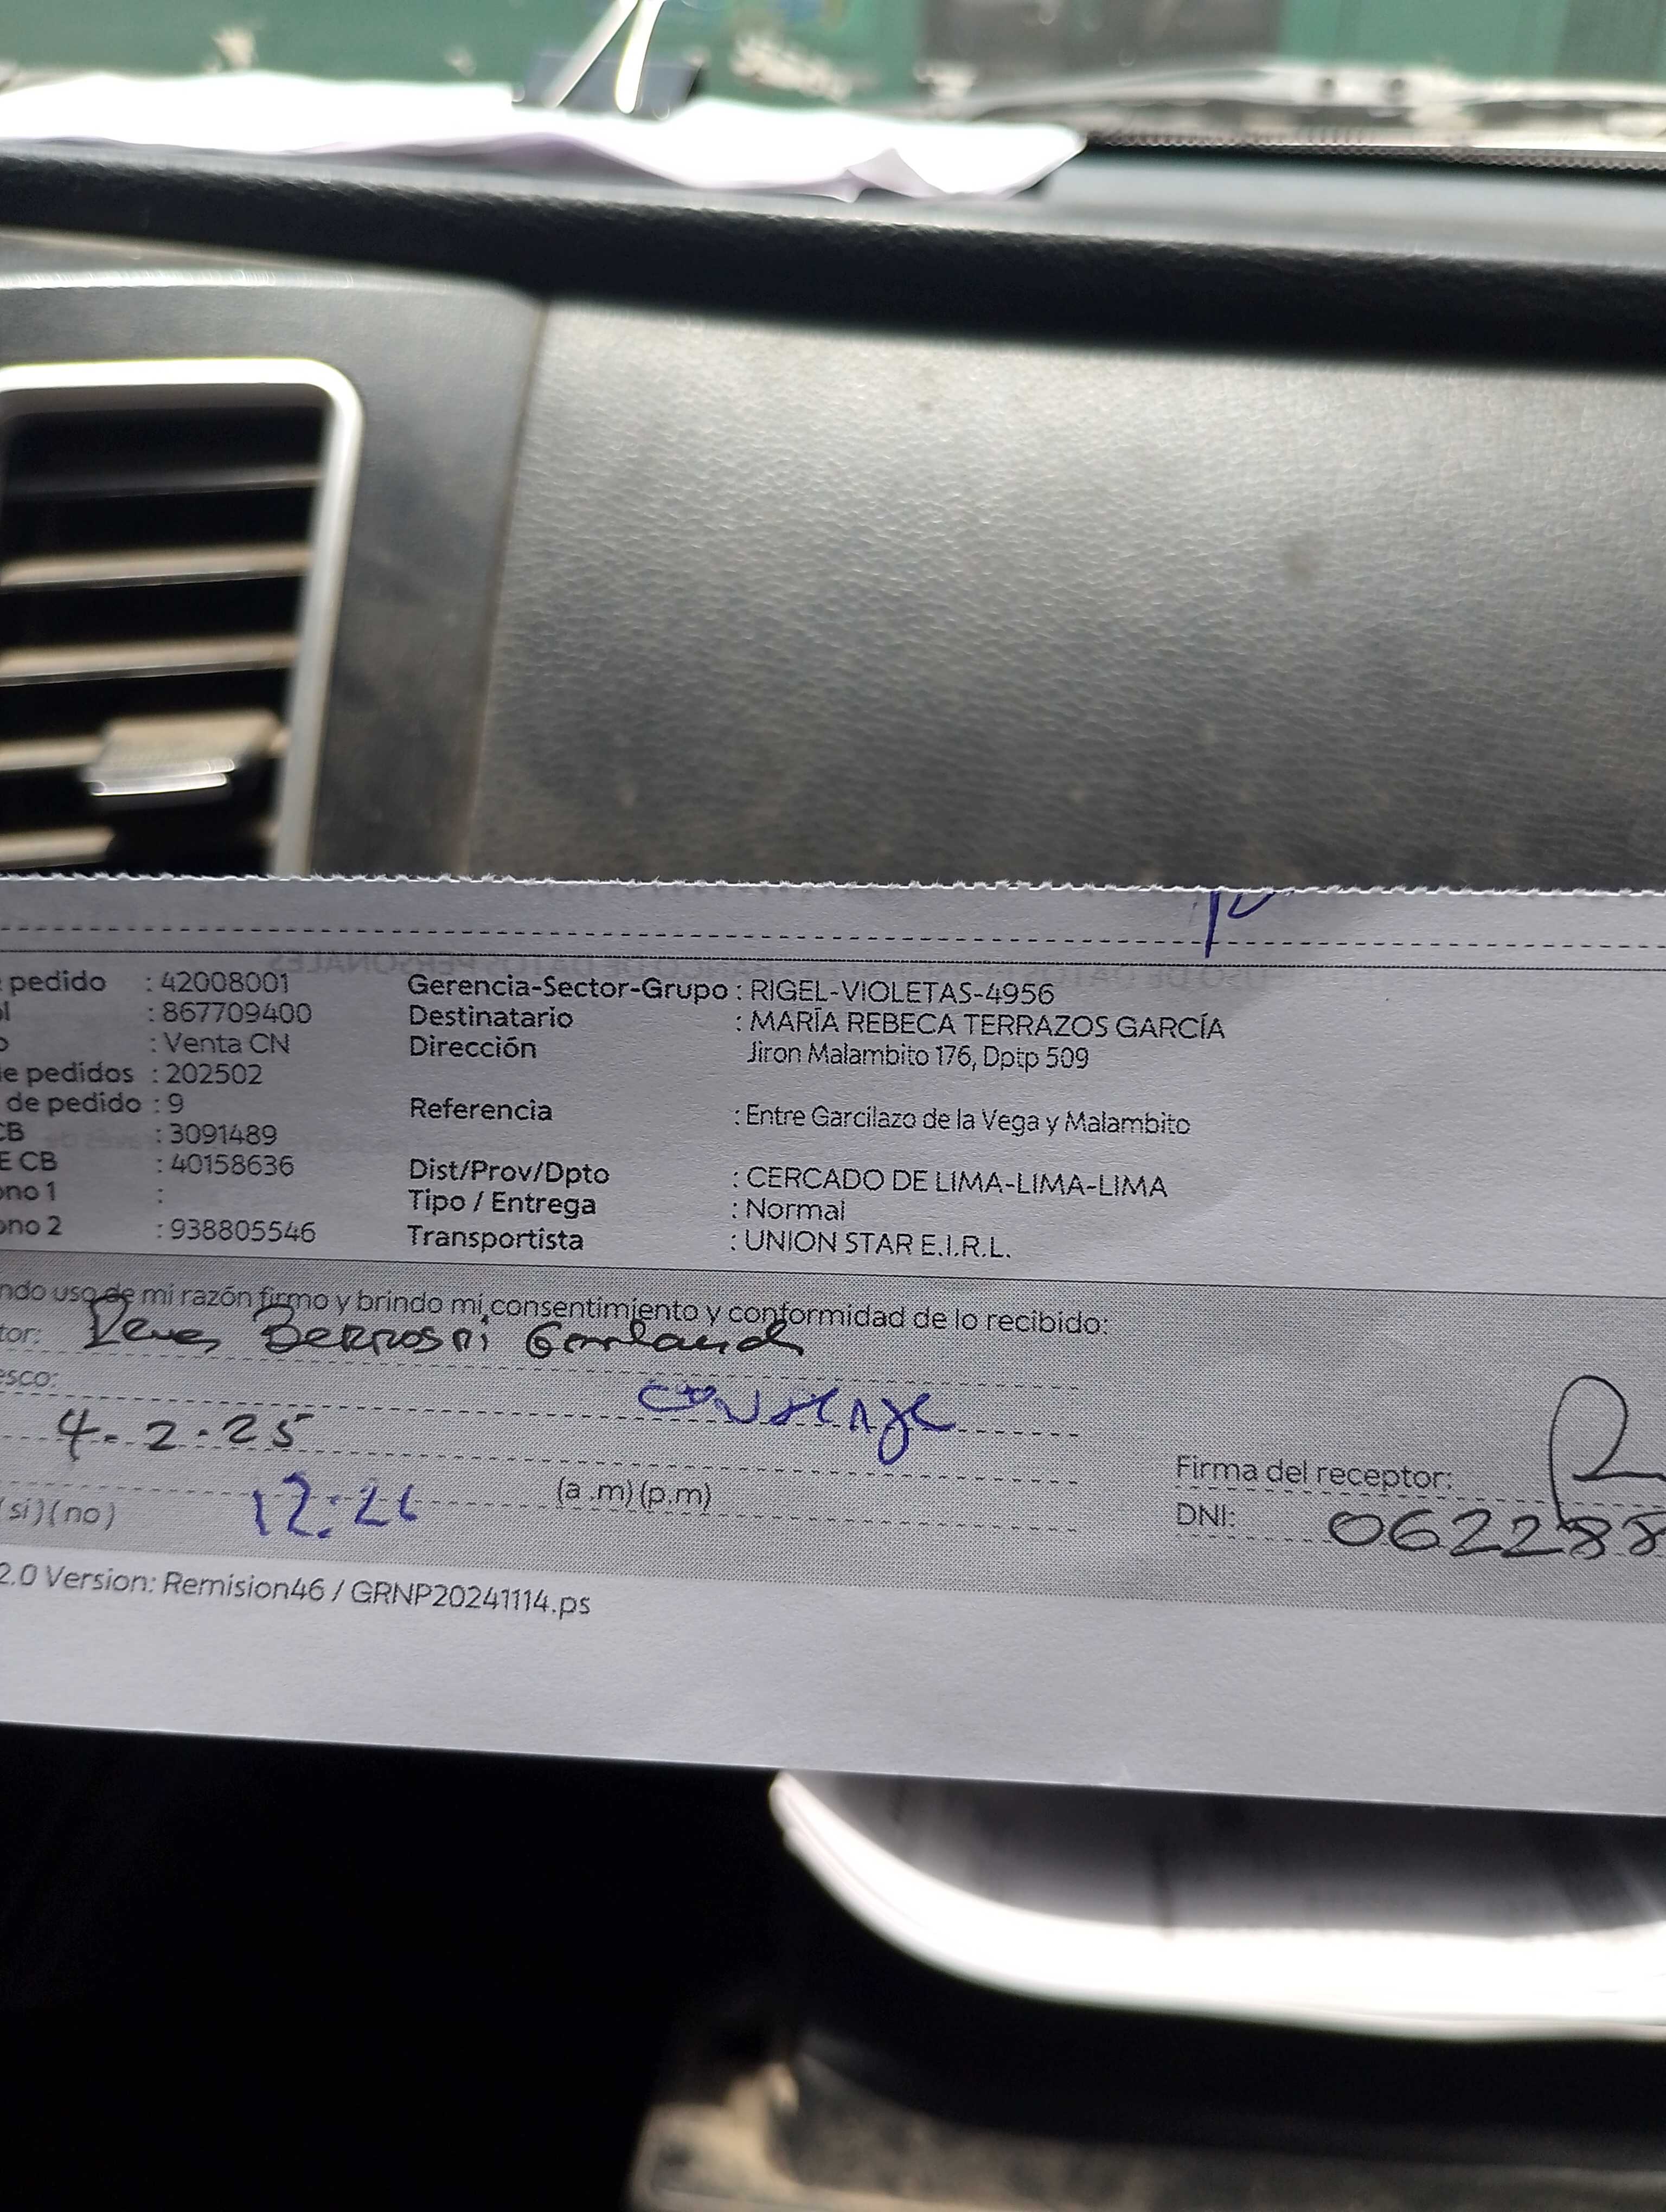 pedido : 42008001 Gerencia-Sector-Grupo : RIGEL-VIOLETAS-4956
: 867709400 Destinatario : MARÍA REBECA TERRAZOS GARCÍA
: Venta CN Dirección Jiron Malambito 176, Dptp 509
e pedidos : 202502
de pedido : 9 Referencia : Entre Garcilazo de la Vega y Malambito
CB : 3091489
E CB : 40158636 Dist/Prov/Dpto : CERCADO DE LIMA-LIMA-LIMA
ono 1 : Tipo / Entrega : Normal
ono 2 : 938805546 Transportista : UNION STAR E.I.R.L.
ndo uso de mi razón firmo y brindo mi consentimiento y conformidad de lo recibido:
tor:
esco:
4.2.25
Firma del receptor:
(si)(no) 12:26 (a.m)(p.m) DNI: 062288
2.0 Version: Remision46 / GRNP20241114.ps